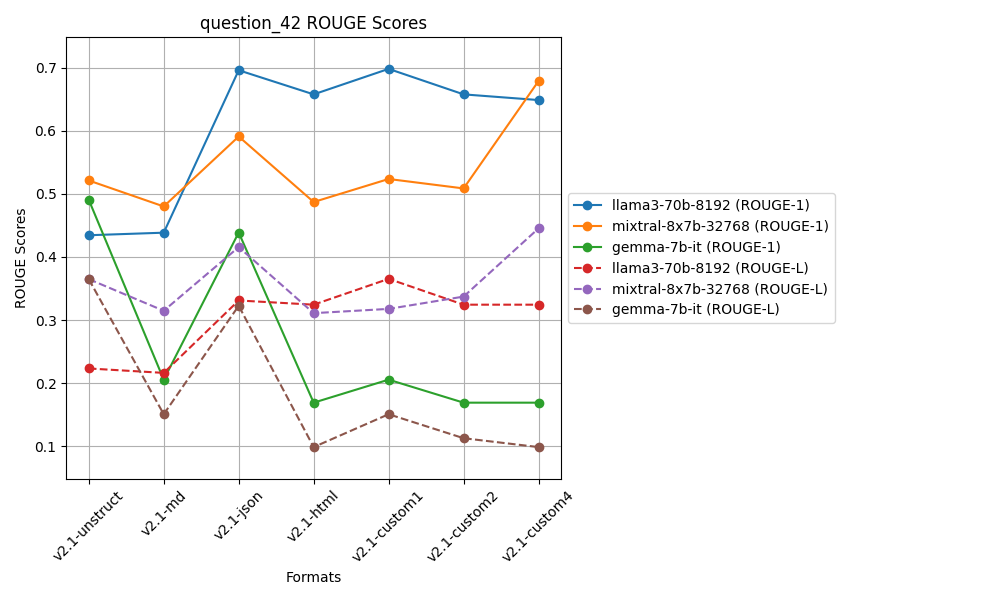 question_42 ROUGE Scores
ROUGE Scores
0.7
0.6
0.5
0.4
0.3
0.2
0.1
v2.1-unstruct
v2.1-md
v2.1-json
v2.1-html
v2.1-custom1
v2.1-custom2
v2.1-custom4
Formats
llama3-70b-8192 (ROUGE-1)
mixtral-8x7b-32768 (ROUGE-1)
gemma-7b-it (ROUGE-1)
llama3-70b-8192 (ROUGE-L)
mixtral-8x7b-32768 (ROUGE-L)
gemma-7b-it (ROUGE-L)